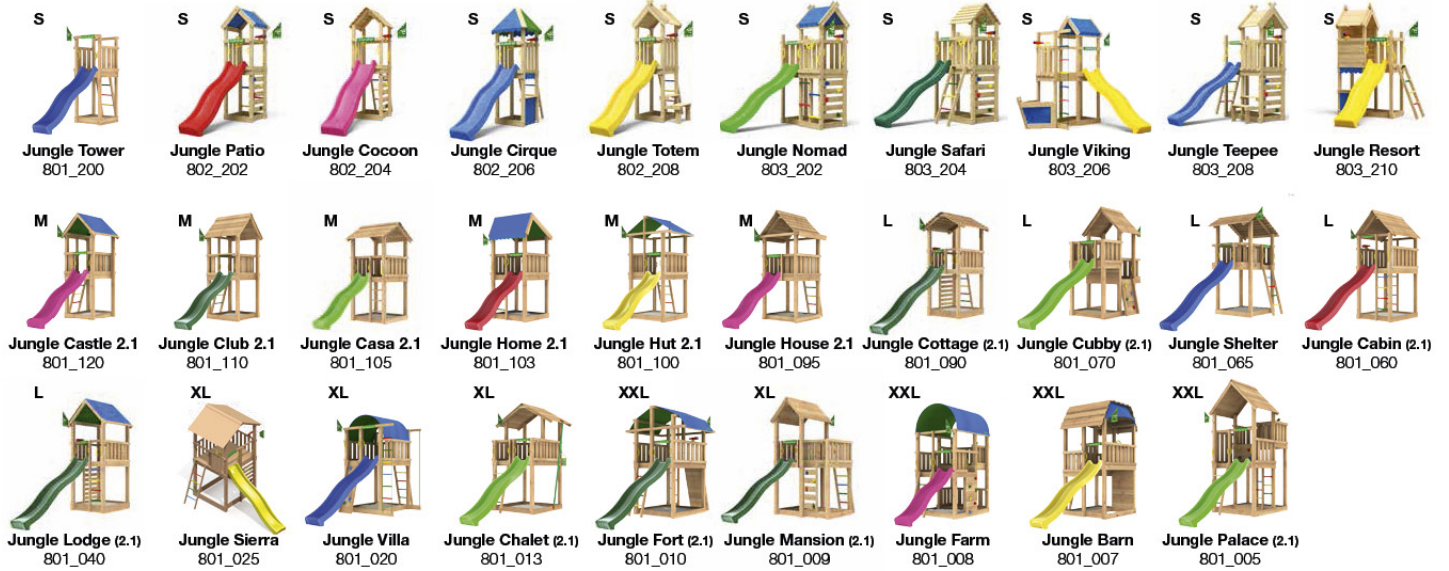 S S S S S S S S S S
Jungle Tower Jungle Patio Jungle Cocoon Jungle Cirque Jungle Totem Jungle Nomad Jungle Safari Jungle Viking Jungle Teepee Jungle Resort
801_200 802_202 802_204 802_206 802_208 803_202 803_204 803_206 803_208 803_210
M M M M M M L L L L
Jungle Castle 2.1 Jungle Club 2.1 Jungle Casa 2.1 Jungle Home 2.1 Jungle Hut 2.1 Jungle House 2.1 Jungle Cottage (2.1) Jungle Cubby (2.1) Jungle Shelter Jungle Cabin (2.1)
801_120 801_110 801_105 801_103 801_100 801_095 801_090 801_070 801_065 801_060
L XL XL XL XXL XL XXL XXL XXL
Jungle Lodge (2.1) Jungle Sierra Jungle Villa Jungle Chalet (2.1) Jungle Fort (2.1) Jungle Mansion (2.1) Jungle Farm Jungle Barn Jungle Palace (2.1)
801_040 801_025 801_020 801_013 801_010 801_009 801_008 801_007 801_005